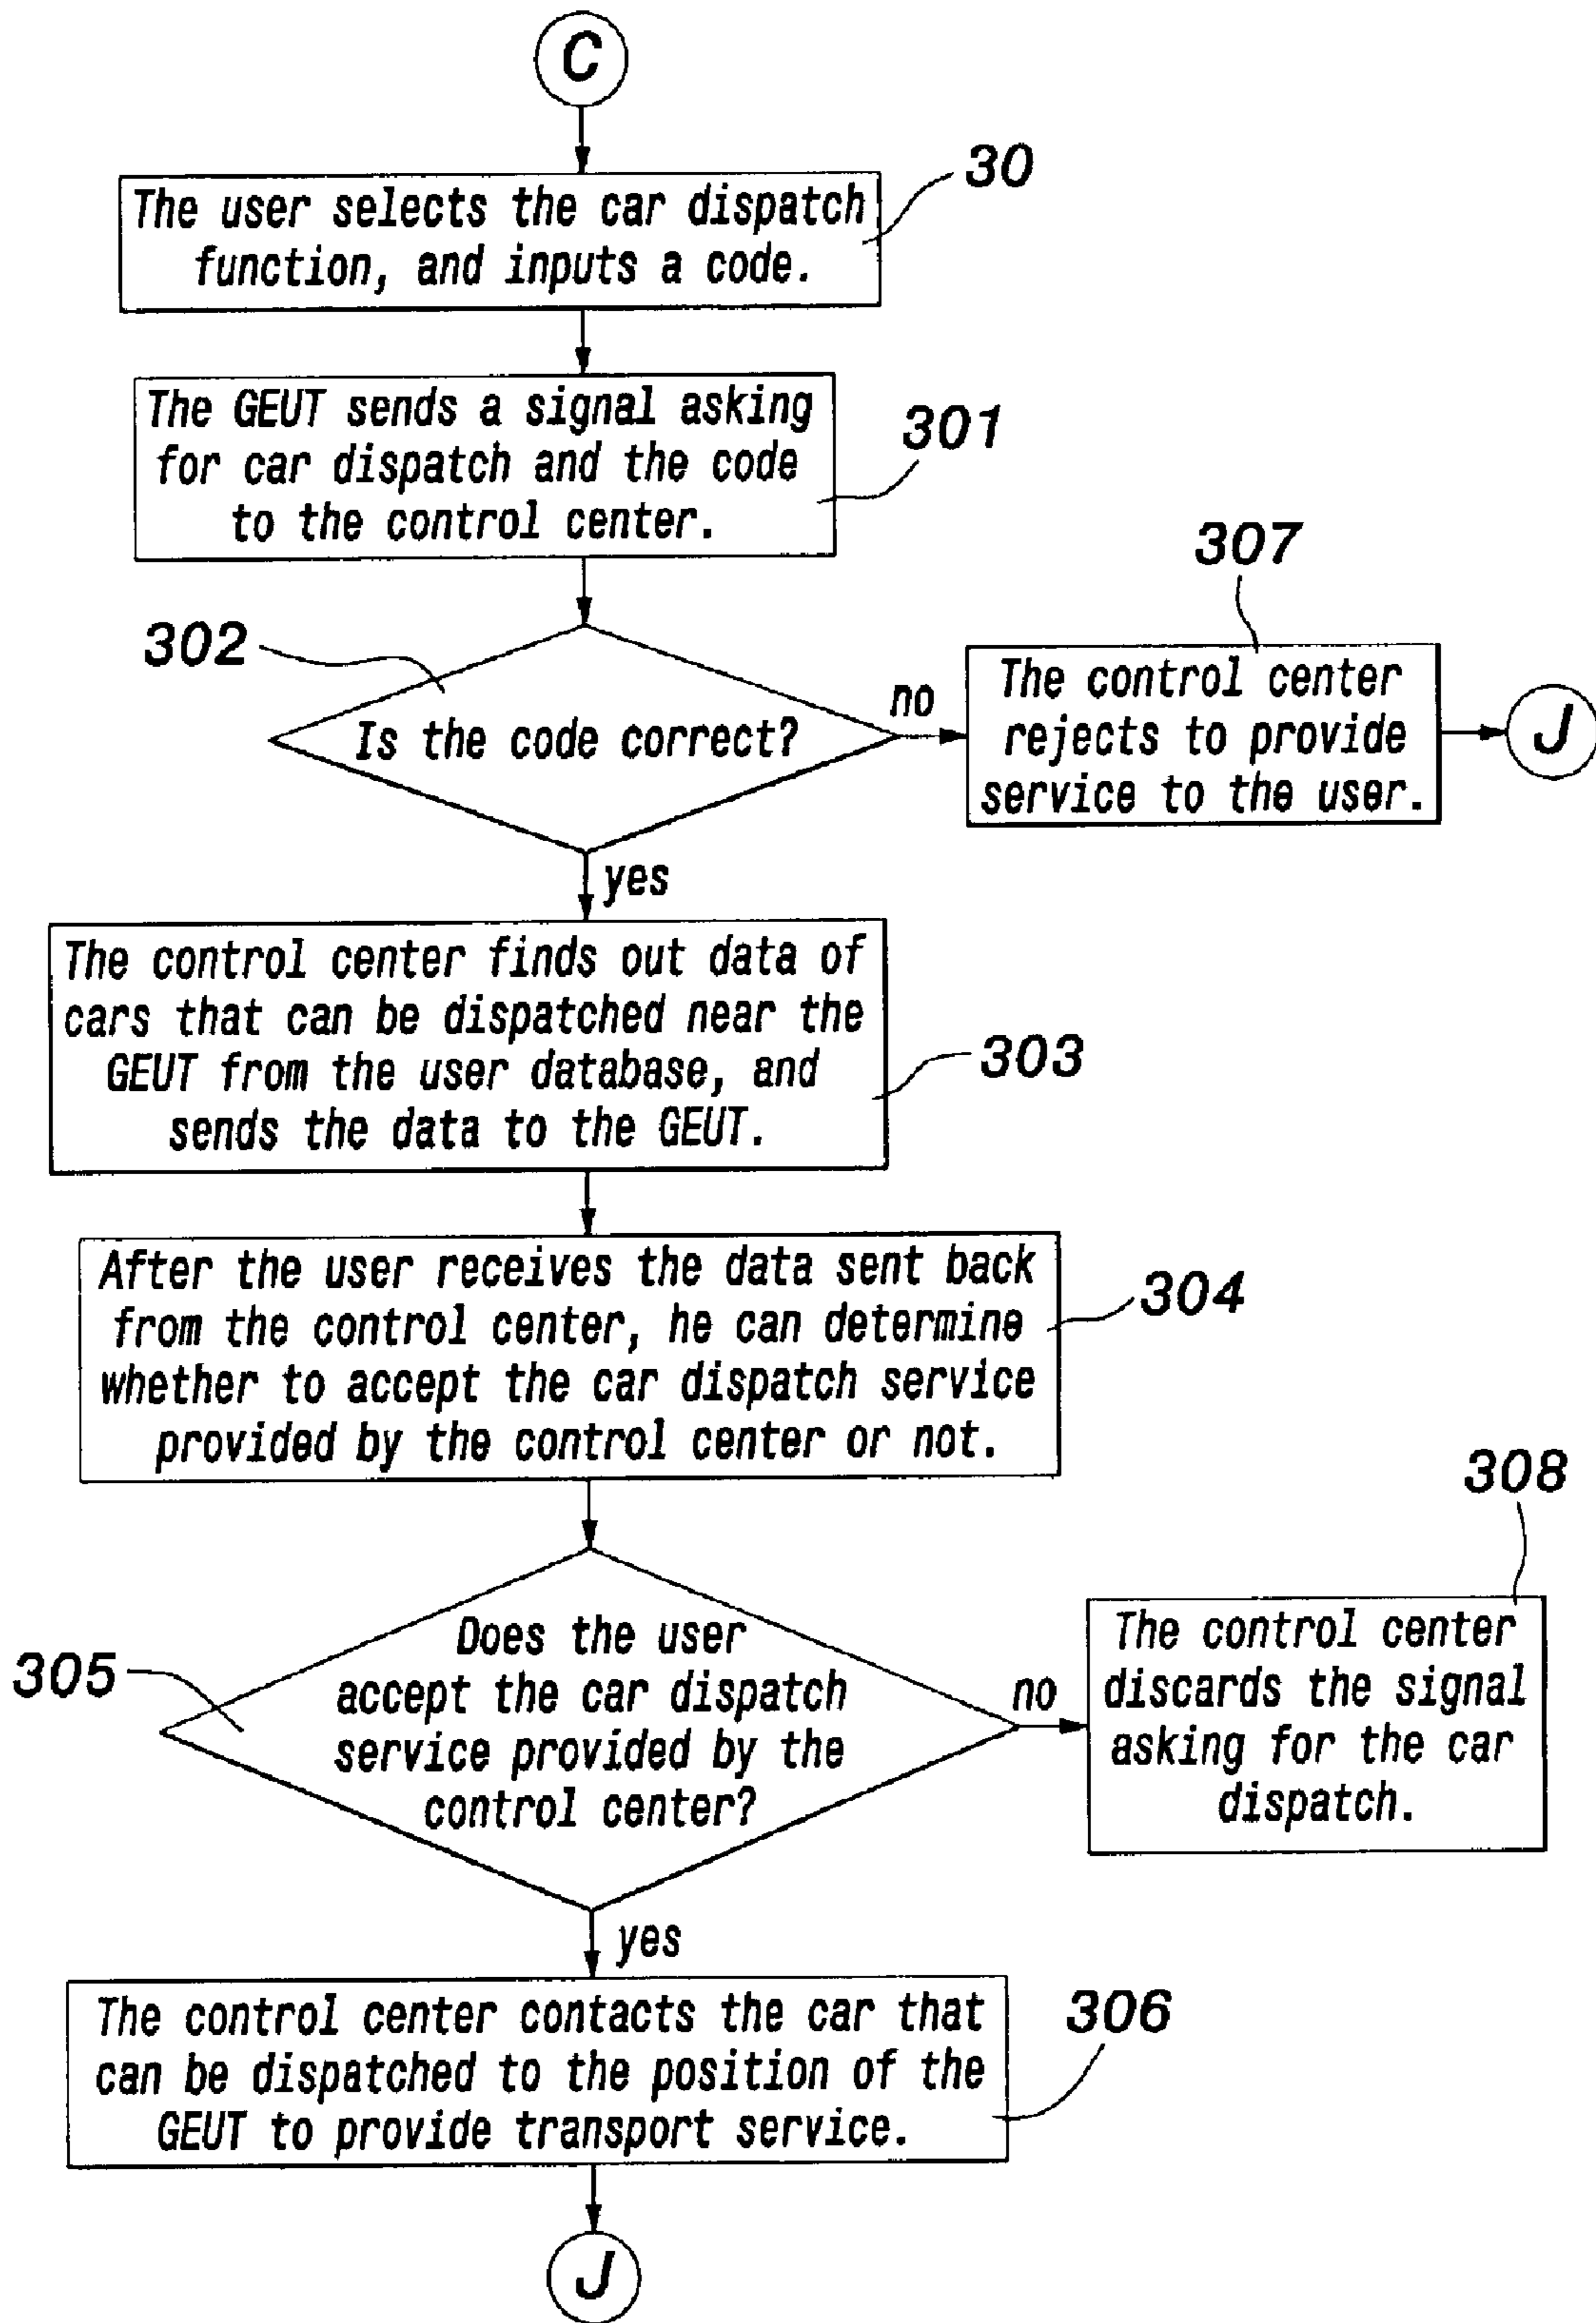 C
30
The user selects the car dispatch
function, and inputs a code.
301
The GEUT sends a signal asking
for car dispatch and the code
to the control center.
302
Is the code correct?
no
307
The control center
rejects to provide
service to the user.
J
yes
303
The control center finds out data of
cars that can be dispatched near the
GEUT from the user database, and
sends the data to the GEUT.
304
After the user receives the data sent back
from the control center, he can determine
whether to accept the car dispatch service
provided by the control center or not.
305
Does the user
accept the car dispatch
service provided by the
control center?
no
308
The control center
discards the signal
asking for the car
dispatch.
yes
306
The control center contacts the car that
can be dispatched to the position of the
GEUT to provide transport service.
J